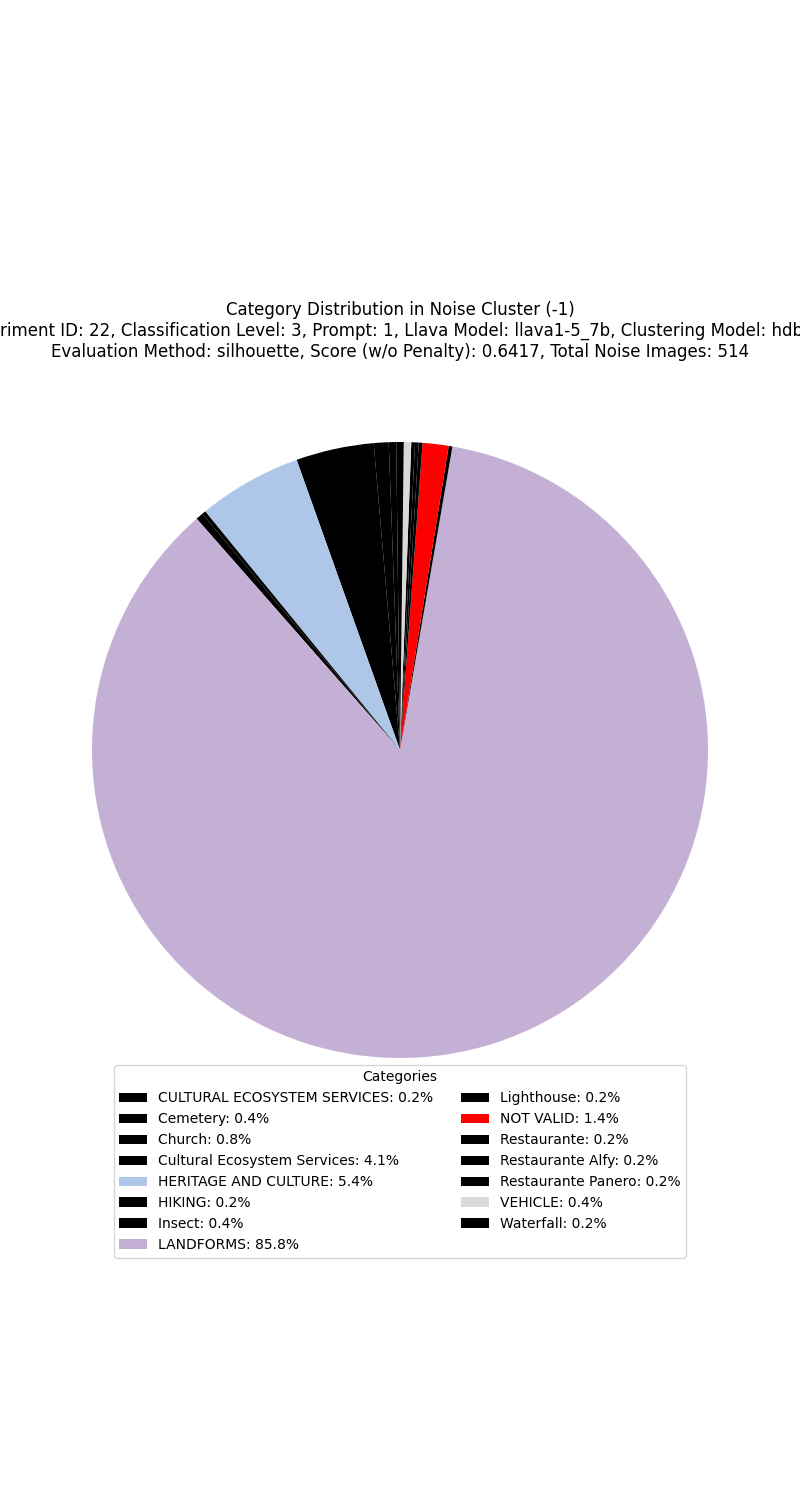 Category Distribution in Noise Cluster (-1)
riment ID: 22, Classification Level: 3, Prompt: 1, Llava Model: llava1-5_7b, Clustering Model: hdb
Evaluation Method: silhouette, Score (w/o Penalty): 0.6417, Total Noise Images: 514
Categories
CULTURAL ECOSYSTEM SERVICES: 0.2%
Cemetery: 0.4%
Church: 0.8%
Cultural Ecosystem Services: 4.1%
HERITAGE AND CULTURE: 5.4%
HIKING: 0.2%
Insect: 0.4%
LANDFORMS: 85.8%
Lighthouse: 0.2%
NOT VALID: 1.4%
Restaurante: 0.2%
Restaurante Alfy: 0.2%
Restaurante Panero: 0.2%
VEHICLE: 0.4%
Waterfall: 0.2%